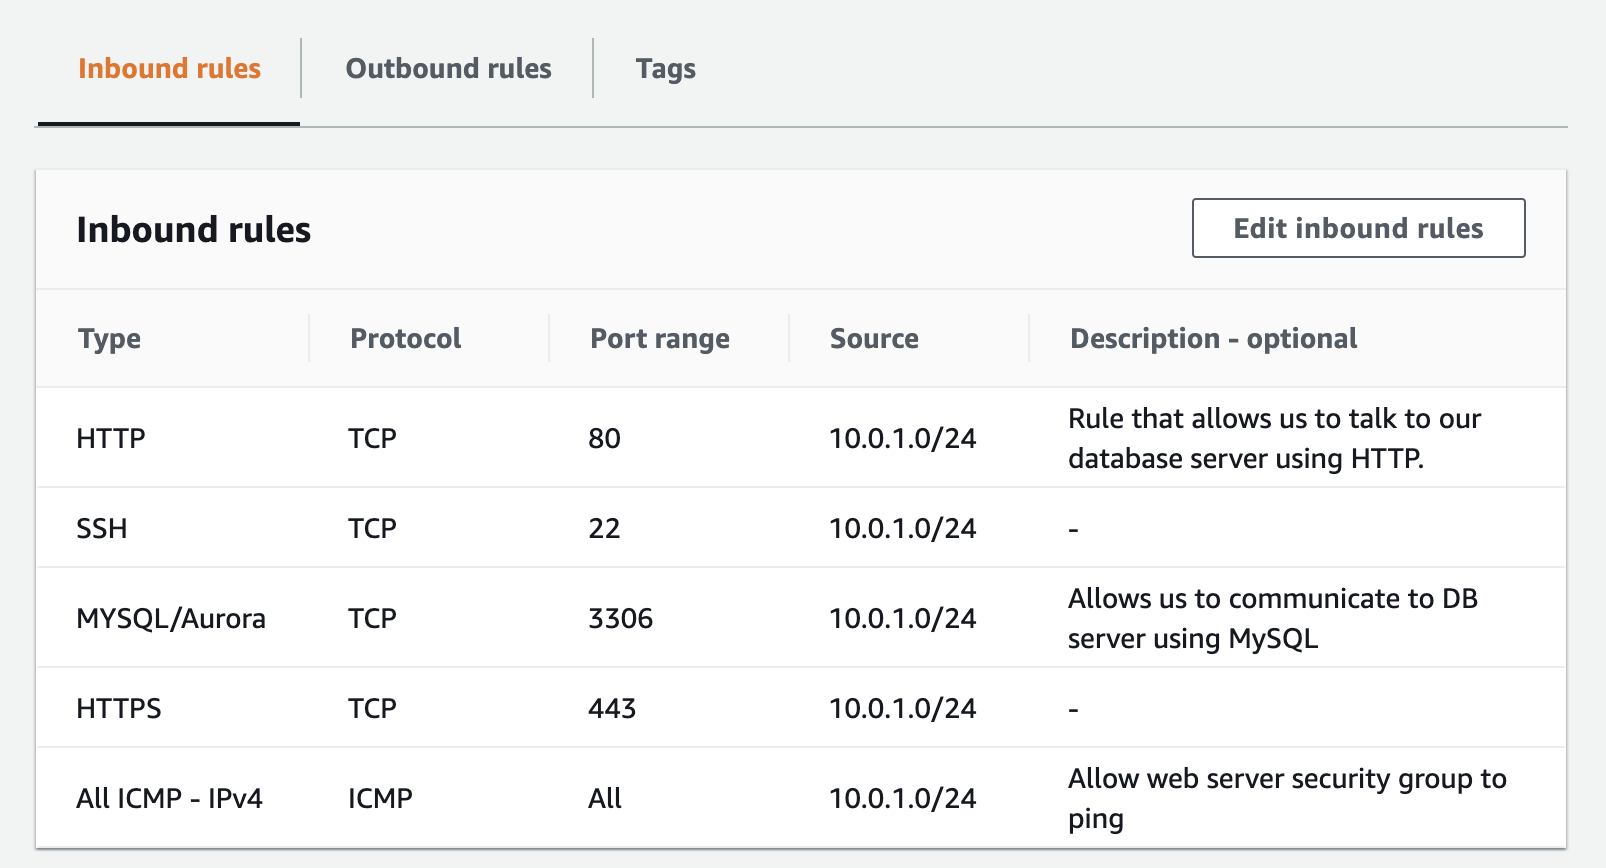 Inbound rules
Outbound rules
Tags
Inbound rules
Edit inbound rules
Type Protocol Port range Source Description - optional
HTTP TCP 80 10.0.1.0/24 Rule that allows us to talk to our
database server using HTTP.
SSH TCP 22 10.0.1.0/24 -
MYSQL/Aurora TCP 3306 10.0.1.0/24 Allows us to communicate to DB
server using MySQL
HTTPS TCP 443 10.0.1.0/24 -
All ICMP - IPv4 ICMP All 10.0.1.0/24 Allow web server security group to
ping